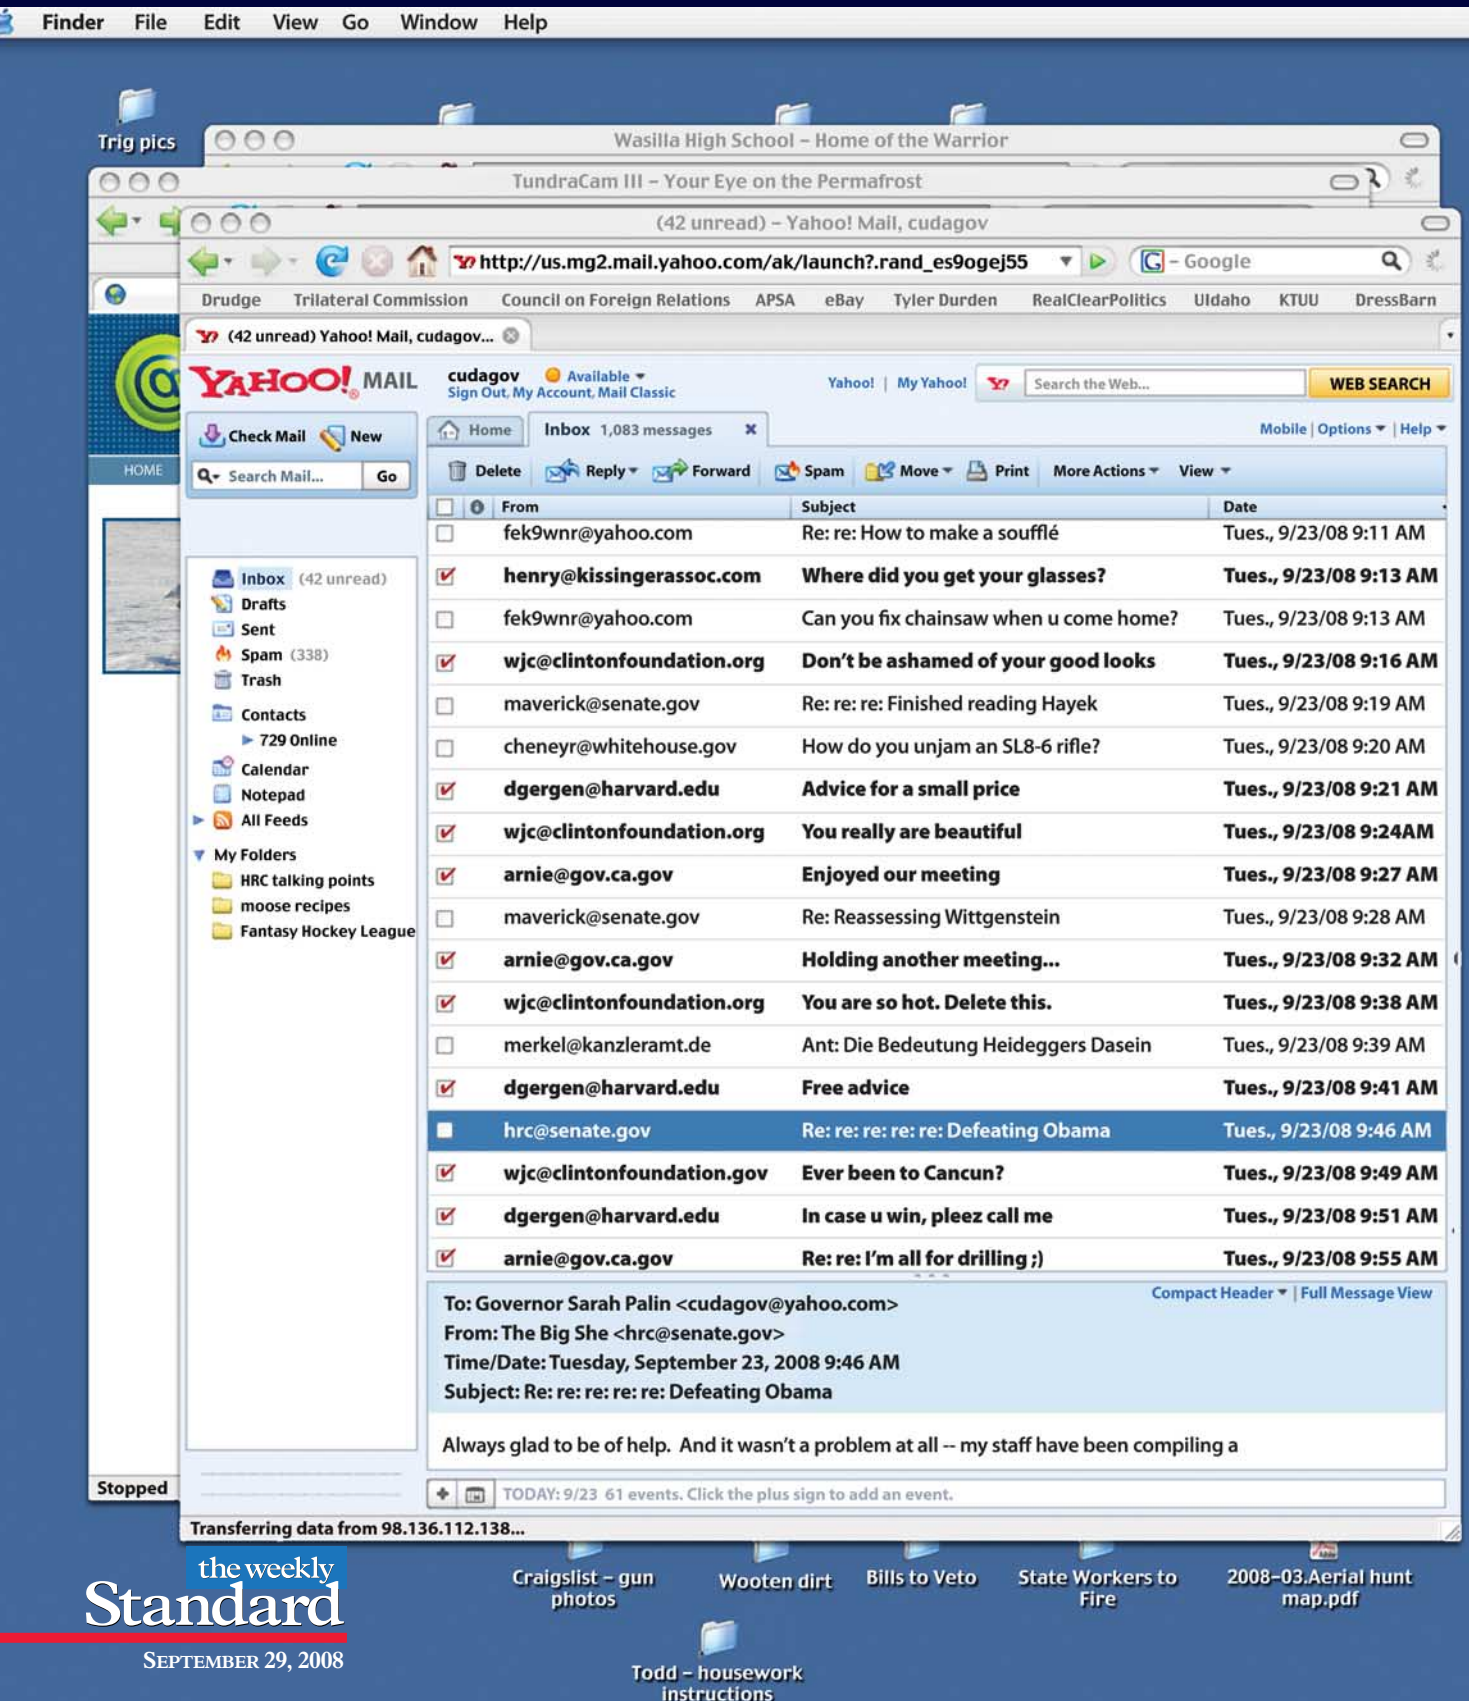 Finder File Edit View Go Window Help
Trig pics
Wasilla High School – Home of the Warrior
TundraCam III – Your Eye on the Permafrost
(42 unread) – Yahoo! Mail, cudagov
http://us.mg2.mail.yahoo.com/ak/launch?.rand_es9ogej55 G – Google
Drudge Trilateral Commission Council on Foreign Relations APSA eBay Tyler Durden RealClearPolitics UIdaho KTUU DressBarn
(42 unread) Yahoo! Mail, cudagov...
YAHOO!® MAIL
cudagov Available
Sign Out, My Account, Mail Classic
Yahoo! | My Yahoo! Search the Web... WEB SEARCH
Check Mail New
Home Inbox 1,083 messages x
Mobile | Options | Help
HOME
Search Mail... Go
Delete Reply Forward Spam Move Print More Actions View
From Subject Date
fek9wnr@yahoo.com Re: re: How to make a soufflé Tues., 9/23/08 9:11 AM
henry@kissingerassoc.com Where did you get your glasses? Tues., 9/23/08 9:13 AM
fek9wnr@yahoo.com Can you fix chainsaw when u come home? Tues., 9/23/08 9:13 AM
wjc@clintonfoundation.org Don't be ashamed of your good looks Tues., 9/23/08 9:16 AM
maverick@senate.gov Re: re: re: Finished reading Hayek Tues., 9/23/08 9:19 AM
cheneyr@whitehouse.gov How do you unjam an SL8-6 rifle? Tues., 9/23/08 9:20 AM
dgergen@harvard.edu Advice for a small price Tues., 9/23/08 9:21 AM
wjc@clintonfoundation.org You really are beautiful Tues., 9/23/08 9:24AM
arnie@gov.ca.gov Enjoyed our meeting Tues., 9/23/08 9:27 AM
maverick@senate.gov Re: Reassessing Wittgenstein Tues., 9/23/08 9:28 AM
arnie@gov.ca.gov Holding another meeting... Tues., 9/23/08 9:32 AM
wjc@clintonfoundation.org You are so hot. Delete this. Tues., 9/23/08 9:38 AM
merkel@kanzleramt.de Ant: Die Bedeutung Heideggers Dasein Tues., 9/23/08 9:39 AM
dgergen@harvard.edu Free advice Tues., 9/23/08 9:41 AM
hrc@senate.gov Re: re: re: re: re: Defeating Obama Tues., 9/23/08 9:46 AM
wjc@clintonfoundation.gov Ever been to Cancun? Tues., 9/23/08 9:49 AM
dgergen@harvard.edu In case u win, pleez call me Tues., 9/23/08 9:51 AM
arnie@gov.ca.gov Re: re: I'm all for drilling ;) Tues., 9/23/08 9:55 AM
Inbox (42 unread)
Drafts
Sent
Spam (338)
Trash
Contacts
729 Online
Calendar
Notepad
All Feeds
My Folders
HRC talking points
moose recipes
Fantasy Hockey League
Compact Header | Full Message View
To: Governor Sarah Palin <cudagov@yahoo.com>
From: The Big She <hrc@senate.gov>
Time/Date: Tuesday, September 23, 2008 9:46 AM
Subject: Re: re: re: re: re: Defeating Obama
Always glad to be of help. And it wasn't a problem at all -- my staff have been compiling a
Stopped
TODAY: 9/23 61 events. Click the plus sign to add an event.
Transferring data from 98.136.112.138...
the weekly
Standard
SEPTEMBER 29, 2008
Craigslist – gun
photos
Wooten dirt
Bills to Veto
State Workers to
Fire
2008–03.Aerial hunt
map.pdf
Todd – housework
instructions